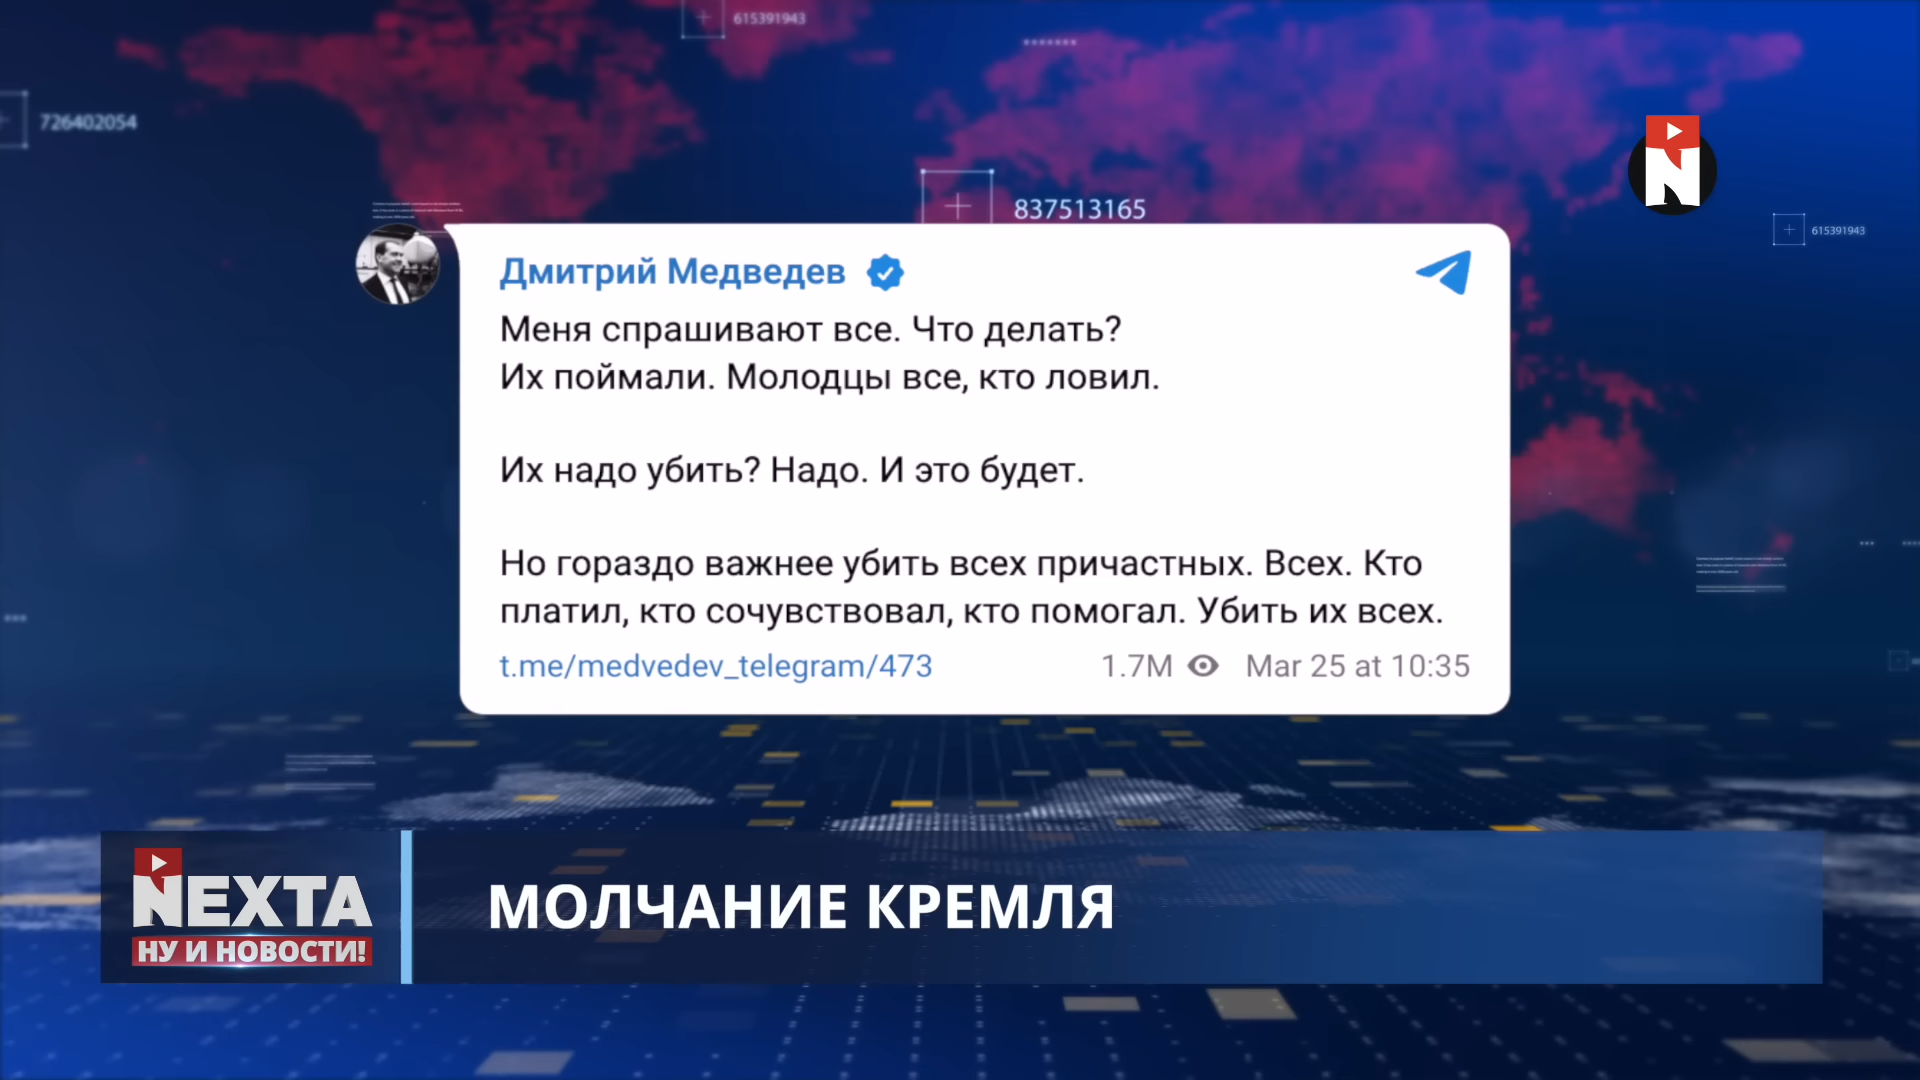 615391943
726402054
837513165
615391943
Дмитрий Медведев
Меня спрашивают все. Что делать?
Их поймали. Молодцы все, кто ловил.
Их надо убить? Надо. И это будет.
Но гораздо важнее убить всех причастных. Всех. Кто
платил, кто сочувствовал, кто помогал. Убить их всех.
t.me/medvedev_telegram/473 1.7M Mar 25 at 10:35
NEXTA
НУ И НОВОСТИ!
МОЛЧАНИЕ КРЕМЛЯ